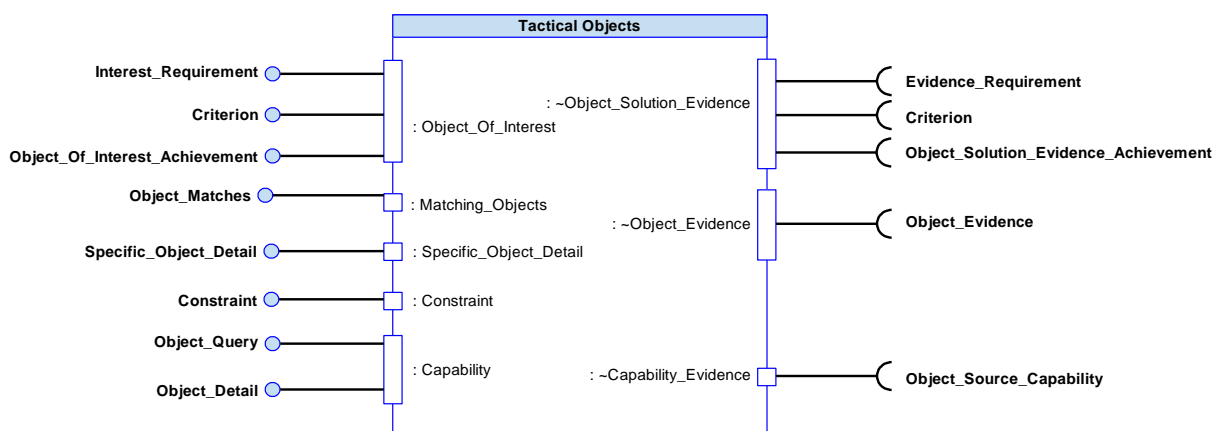 Tactical Objects
Interest_Requirement
Criterion
Object_Of_Interest_Achievement
: Object_Of_Interest
Object_Matches
: Matching_Objects
Specific_Object_Detail
: Specific_Object_Detail
Constraint
: Constraint
Object_Query
Object_Detail
: Capability
: ~Object_Solution_Evidence
Evidence_Requirement
Criterion
Object_Solution_Evidence_Achievement
: ~Object_Evidence
Object_Evidence
: ~Capability_Evidence
Object_Source_Capability